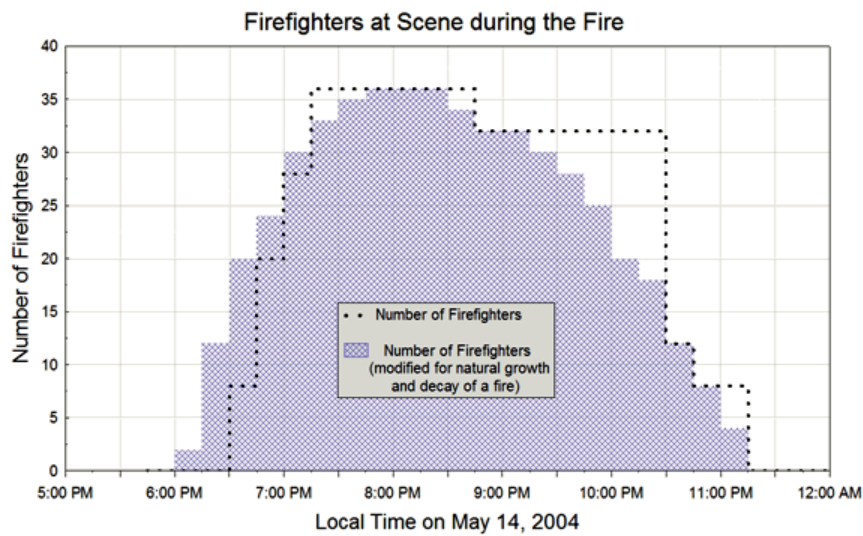 Firefighters at Scene during the Fire
40
35
30
25
20
15
10
5
0
Number of Firefighters
Number of Firefighters
Number of Firefighters
(modified for natural growth
and decay of a fire)
5:00 PM 6:00 PM 7:00 PM 8:00 PM 9:00 PM 10:00 PM 11:00 PM 12:00 AM
Local Time on May 14, 2004